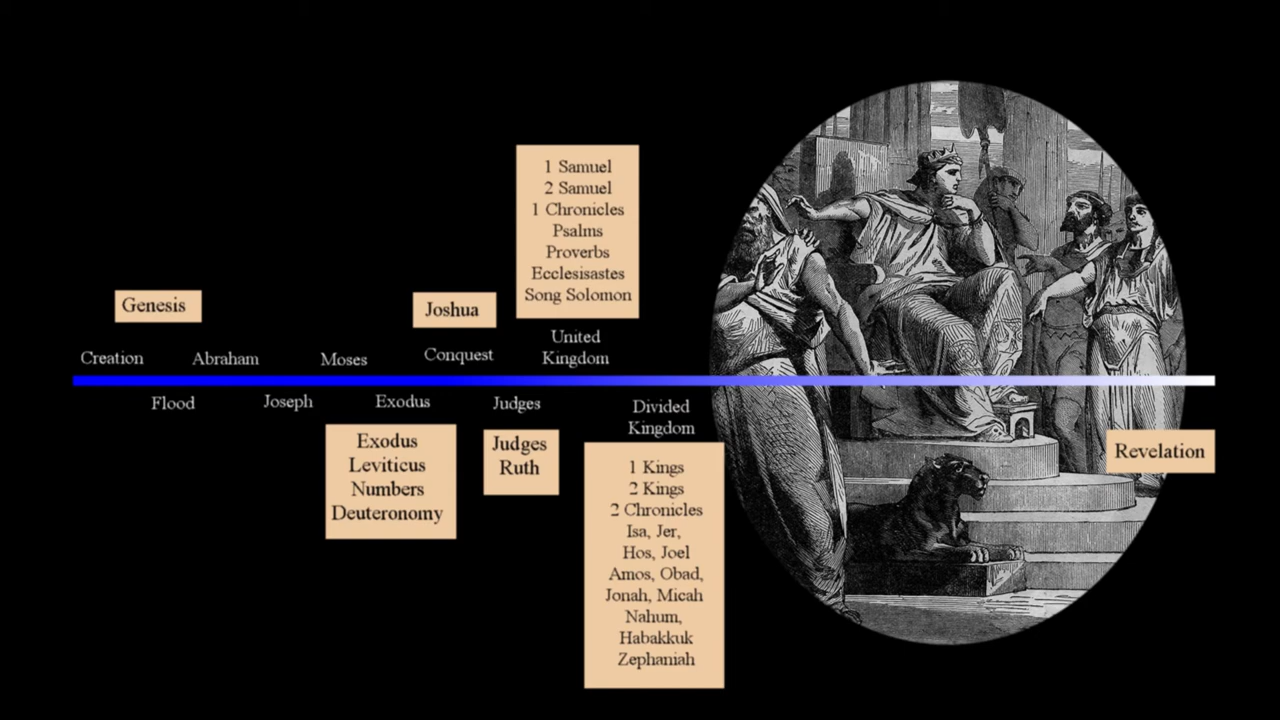 1 Samuel
2 Samuel
1 Chronicles
Psalms
Proverbs
Ecclesisastes
Song Solomon
Genesis
Joshua
United
Kingdom
Creation
Abraham
Moses
Conquest
Flood
Joseph
Exodus
Judges
Divided
Kingdom
Exodus
Leviticus
Numbers
Deuteronomy
Judges
Ruth
1 Kings
2 Kings
2 Chronicles
Isa, Jer,
Hos, Joel
Amos, Obad,
Jonah, Micah
Nahum,
Habakkuk
Zephaniah
Revelation